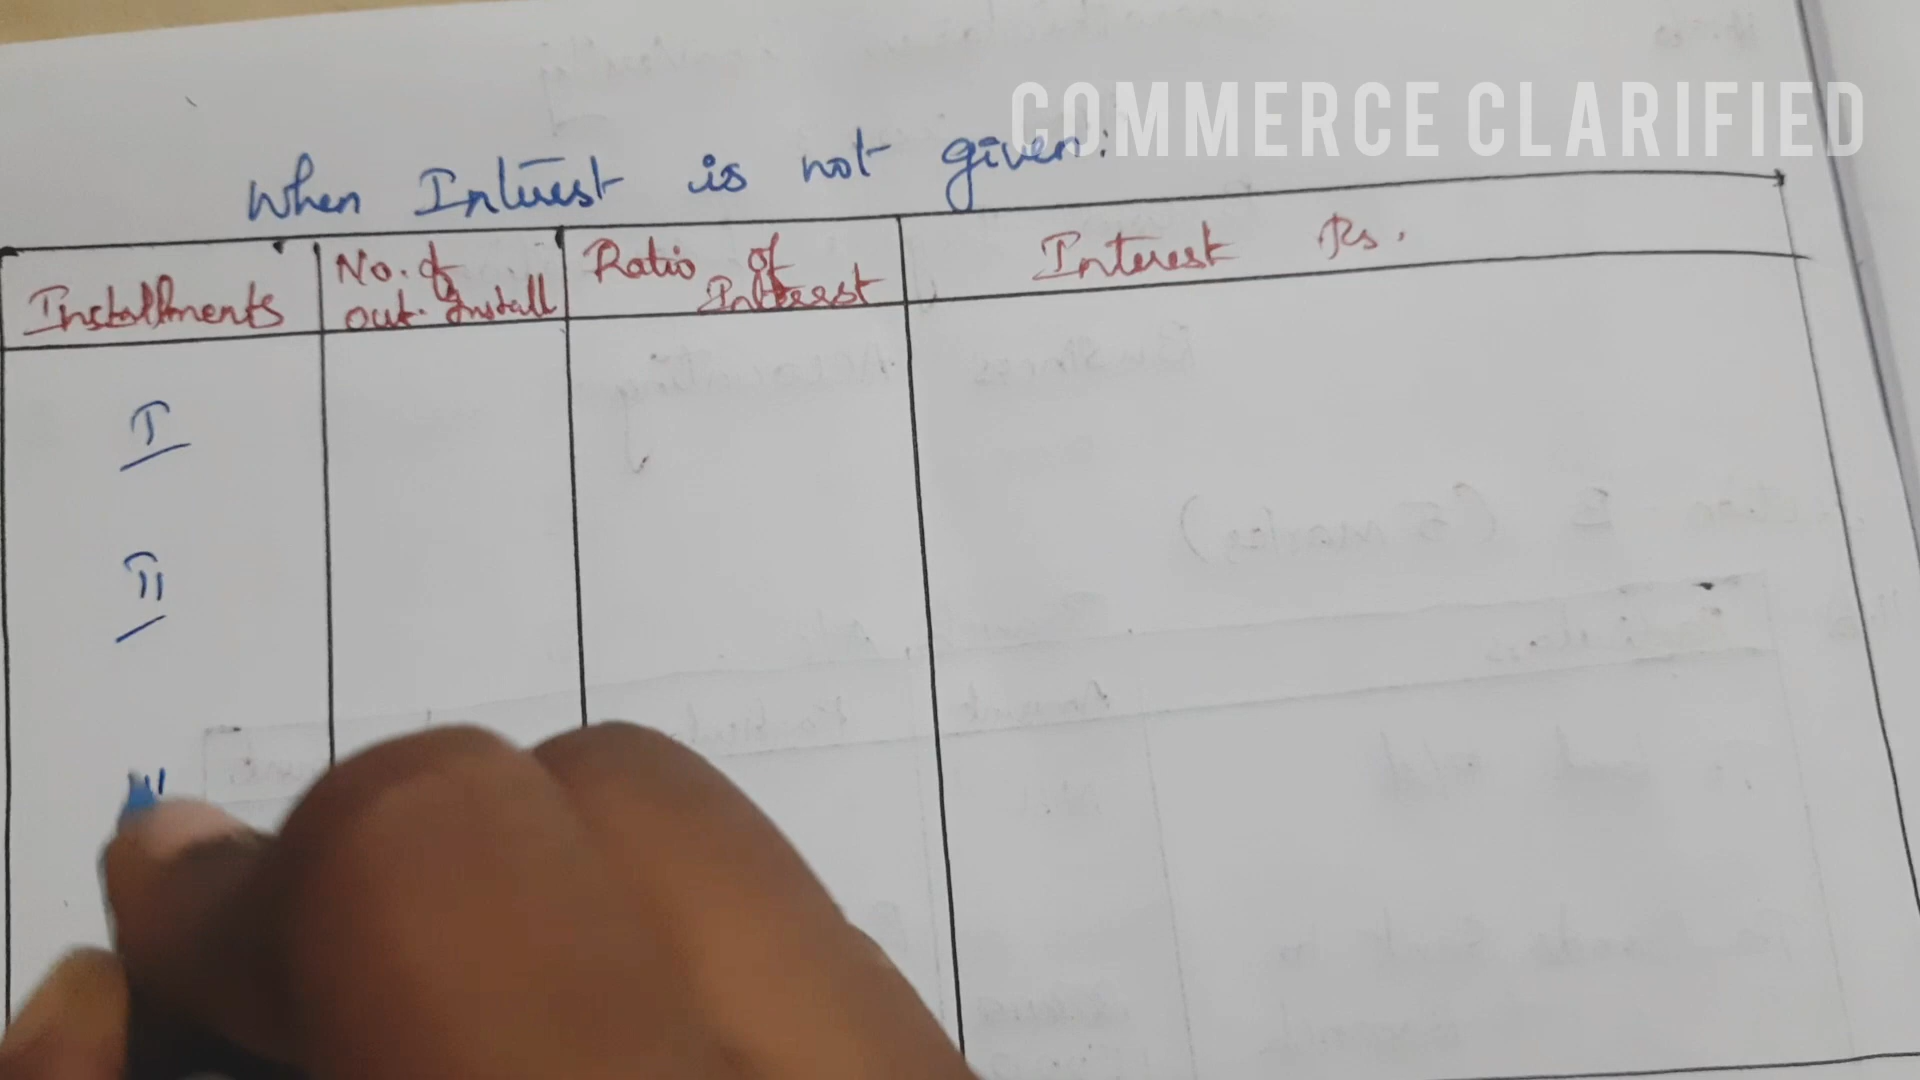 COMMERCE CLARIFIED
When Interest is not given:
Installments
No. of
out. Install
Ratio of
Interest
Interest Rs.
I
II